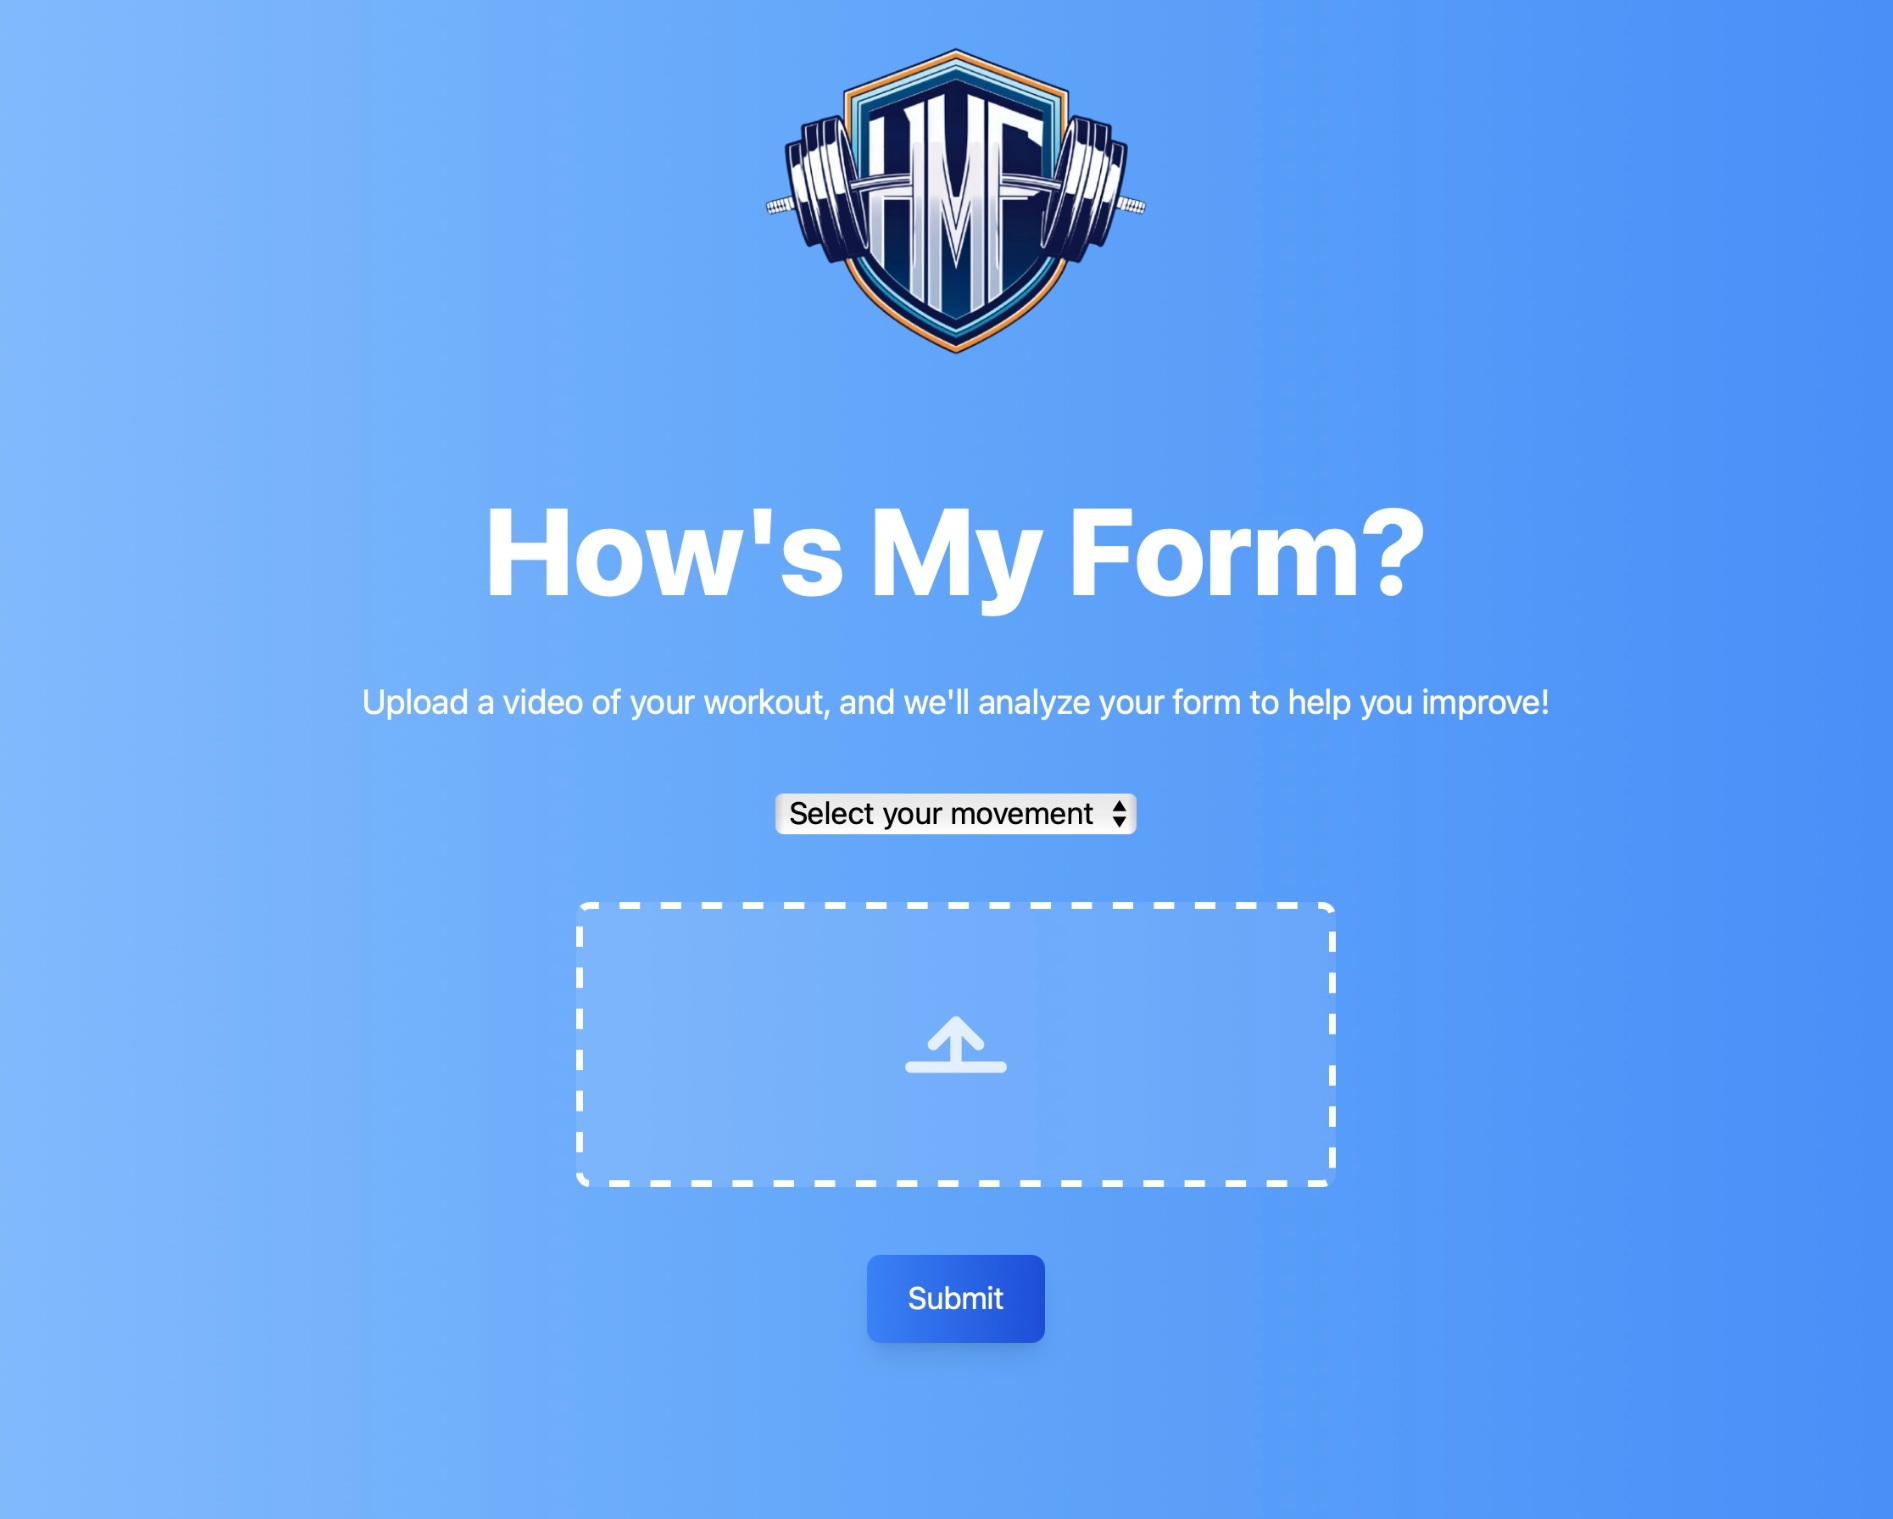 HMF
How's My Form?
Upload a video of your workout, and we'll analyze your form to help you improve!
Select your movement
Submit